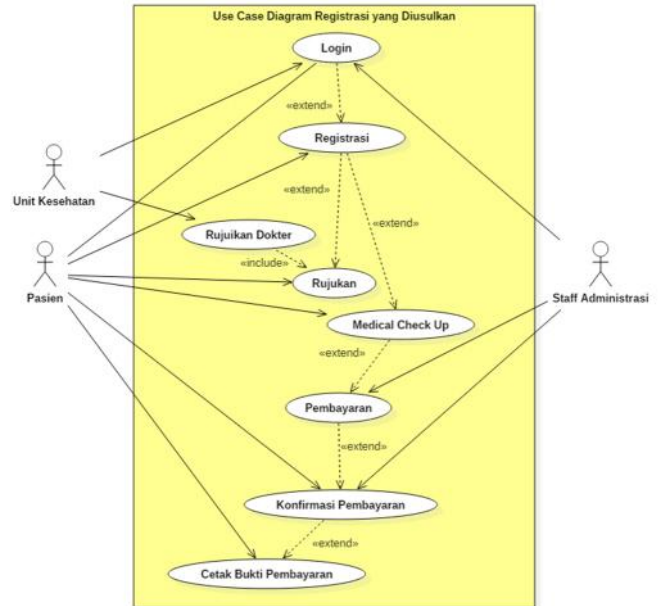 Use Case Diagram Registrasi yang Diusulkan
Login
«extend»
Registrasi
«extend»
«extend»
Unit Kesehatan
Rujuikan Dokter
«include»
Rujukan
Pasien
Staff Administrasi
Medical Check Up
«extend»
Pembayaran
«extend»
Konfirmasi Pembayaran
«extend»
Cetak Bukti Pembayaran